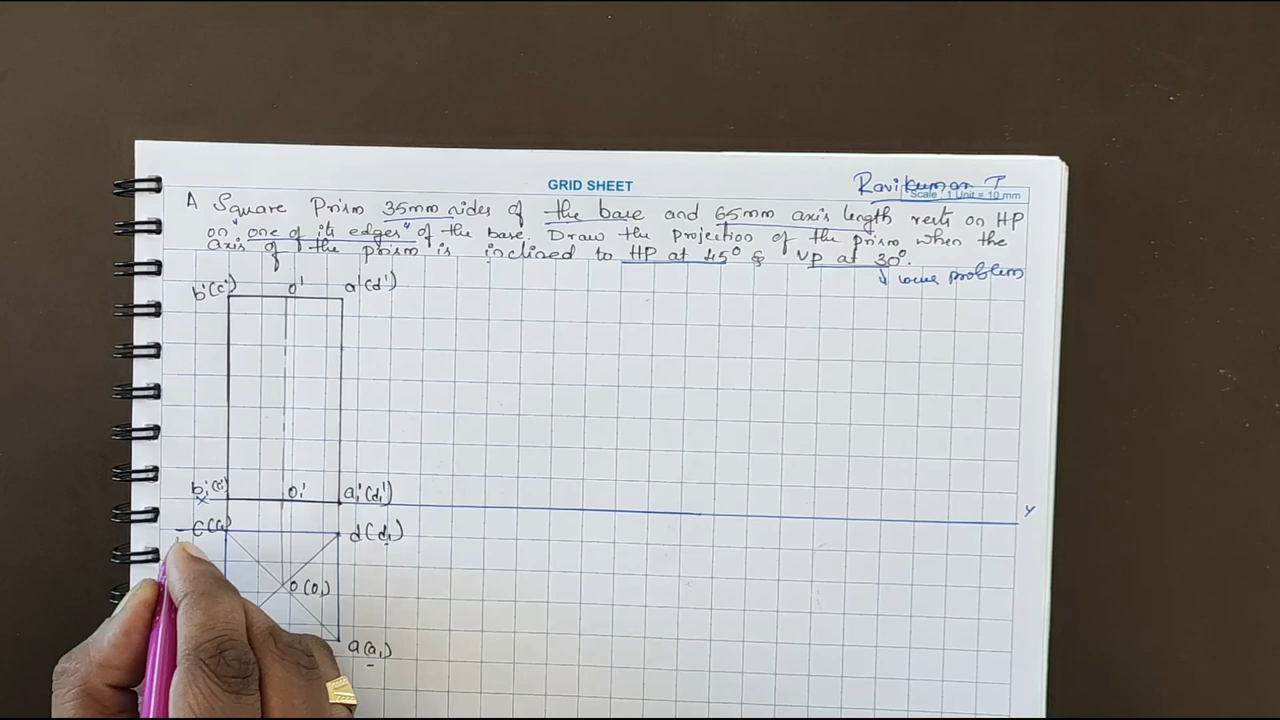 GRID SHEET
Ravikumar T
Scale : 1 Unit = 10 mm
A Square Prism 35mm sides of the base and 65mm axis length rests on HP
on "one of its edges" of the base. Draw the projection of the prism when the
axis of the prism is inclined to HP at 45° & VP at 30°.
↓ locus problem
b'(c') o' a'(d')
b₁'(c₁') o₁' a₁'(d₁')
X Y
c(c₁) d(d₁)
o(o₁)
a(a₁)